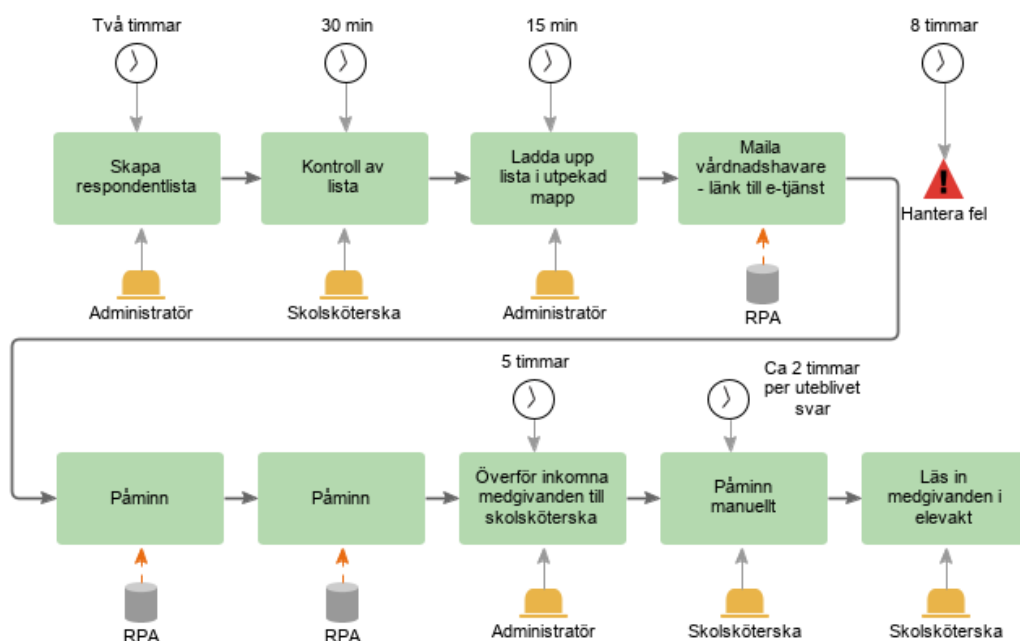 Två timmar
30 min
15 min
8 timmar
Skapa
respondentlista
Kontroll av
lista
Ladda upp
lista i utpekad
mapp
Maila
vårdnadshavare
- länk till e-tjänst
Hantera fel
Administratör
Skolsköterska
Administratör
RPA
5 timmar
Ca 2 timmar
per uteblivet
svar
Påminn
Påminn
Överför inkomna
medgivanden till
skolsköterska
Påminn
manuellt
Läs in
medgivanden i
elevakt
RPA
RPA
Administratör
Skolsköterska
Skolsköterska